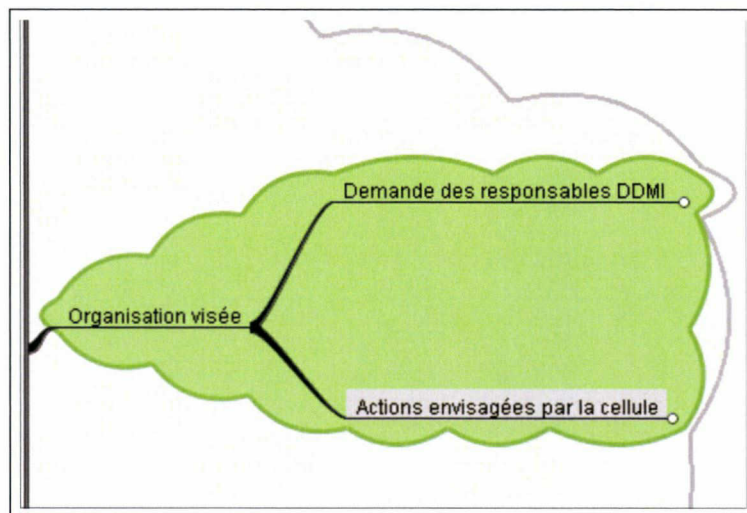 Demande des responsables DDMI
Organisation visée
Actions envisagées par la cellule